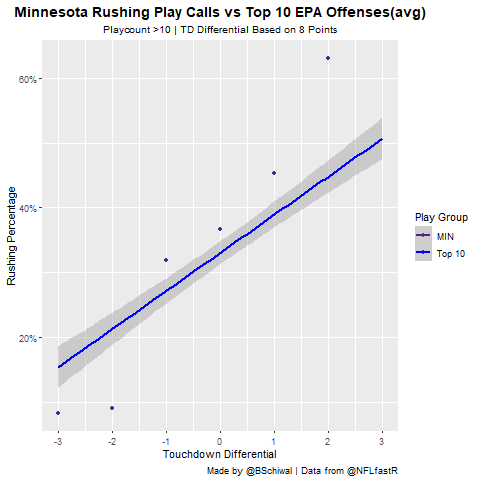 Minnesota Rushing Play Calls vs Top 10 EPA Offenses(avg)
Playcount >10 | TD Differential Based on 8 Points
60%
40%
20%
Rushing Percentage
-3 -2 -1 0 1 2 3
Touchdown Differential
Play Group
MIN
Top 10
Made by @BSchiwal | Data from @NFLfastR